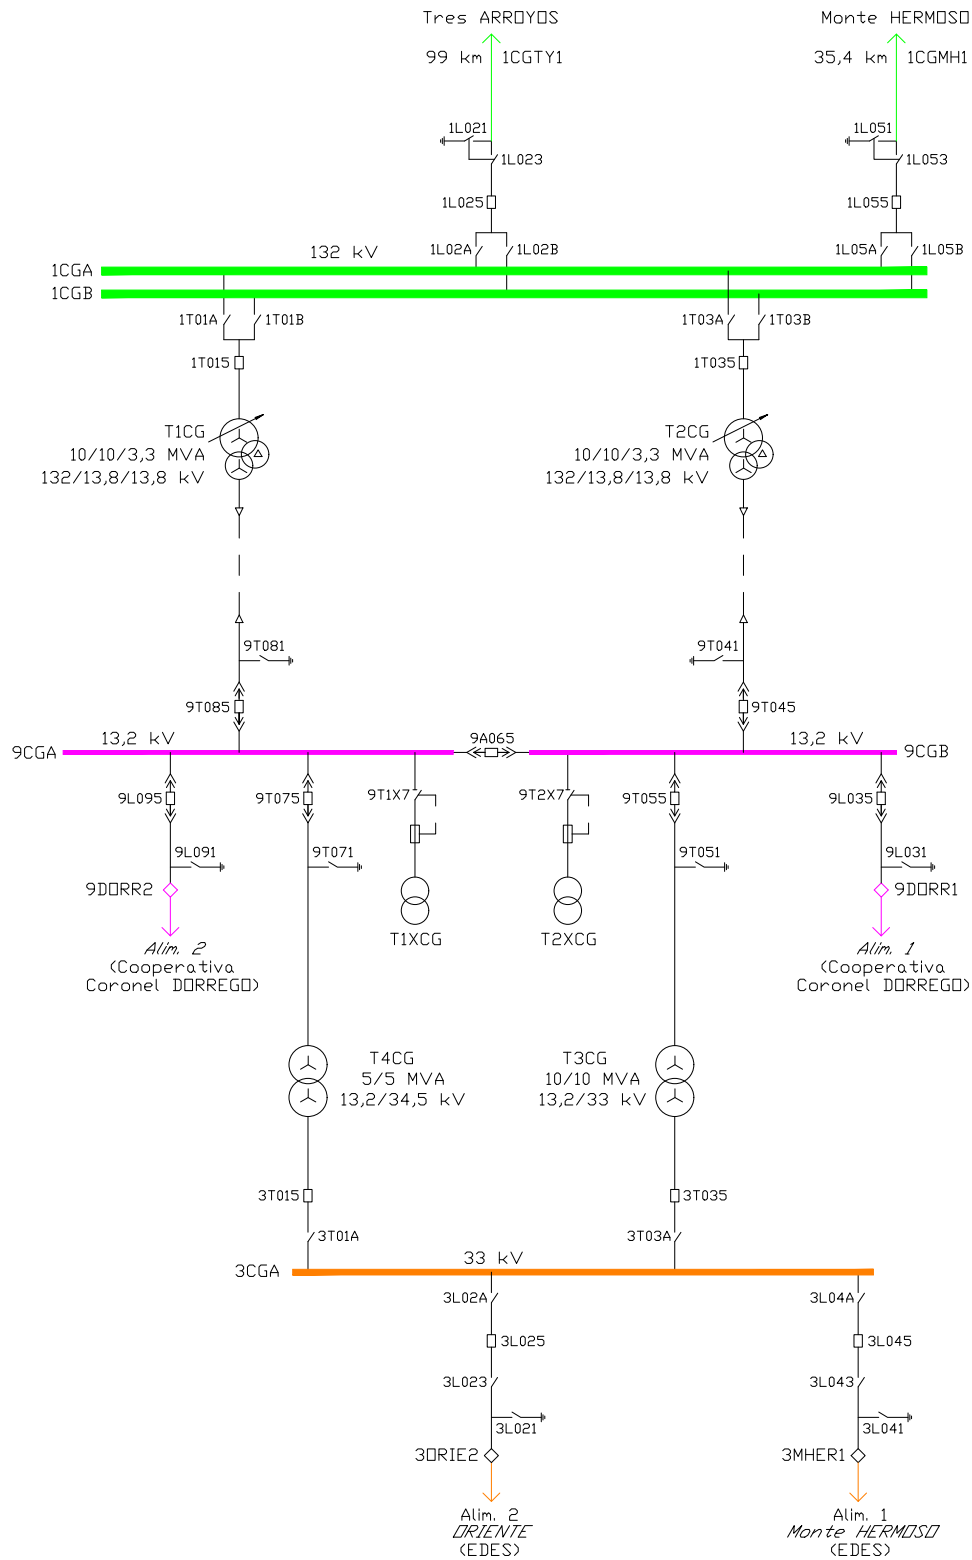 Tres ARROYOS
Monte HERMOSO
99 km
1CGTY1
35,4 km
1CGMH1
1L021
1L023
1L051
1L053
1L025
1L055
1L02A
1L02B
1L05A
1L05B
132 kV
1CGA
1CGB
1T01A
1T01B
1T03A
1T03B
1T015
1T035
T1CG
10/10/3,3 MVA
132/13,8/13,8 kV
T2CG
10/10/3,3 MVA
132/13,8/13,8 kV
9T081
9T041
9T085
9T045
13,2 kV
9A065
13,2 kV
9CGA
9CGB
9L095
9T075
9T1X7
9T2X7
9T055
9L035
9L091
9T071
9T051
9L031
9DORR2
9DORR1
T1XCG
T2XCG
Alim. 2
(Cooperativa
Coronel DORREGO)
Alim. 1
(Cooperativa
Coronel DORREGO)
T4CG
5/5 MVA
13,2/34,5 kV
T3CG
10/10 MVA
13,2/33 kV
3T015
3T035
3T01A
3T03A
33 kV
3CGA
3L02A
3L04A
3L025
3L045
3L023
3L043
3L021
3L041
3ORIE2
3MHER1
Alim. 2
ORIENTE
(EDES)
Alim. 1
Monte HERMOSO
(EDES)